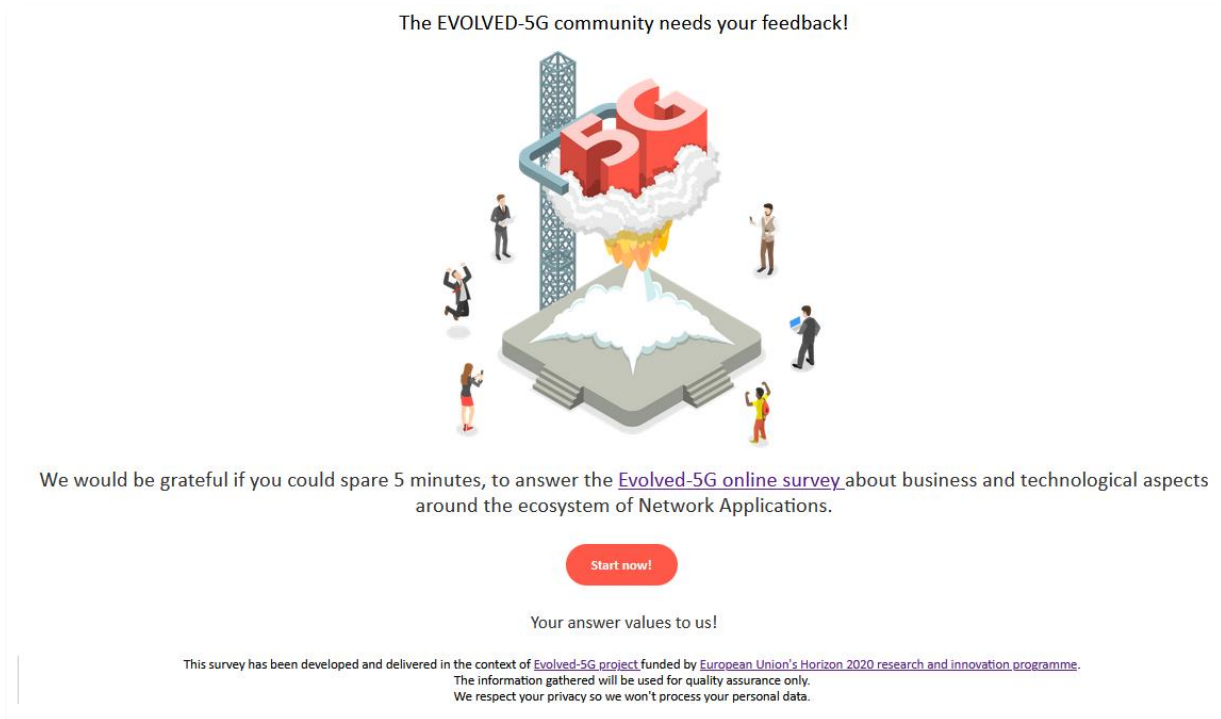 The EVOLVED-5G community needs your feedback!
5G
We would be grateful if you could spare 5 minutes, to answer the Evolved-5G online survey about business and technological aspects
around the ecosystem of Network Applications.
Start now!
Your answer values to us!
This survey has been developed and delivered in the context of Evolved-5G project funded by European Union's Horizon 2020 research and innovation programme.
The information gathered will be used for quality assurance only.
We respect your privacy so we won't process your personal data.